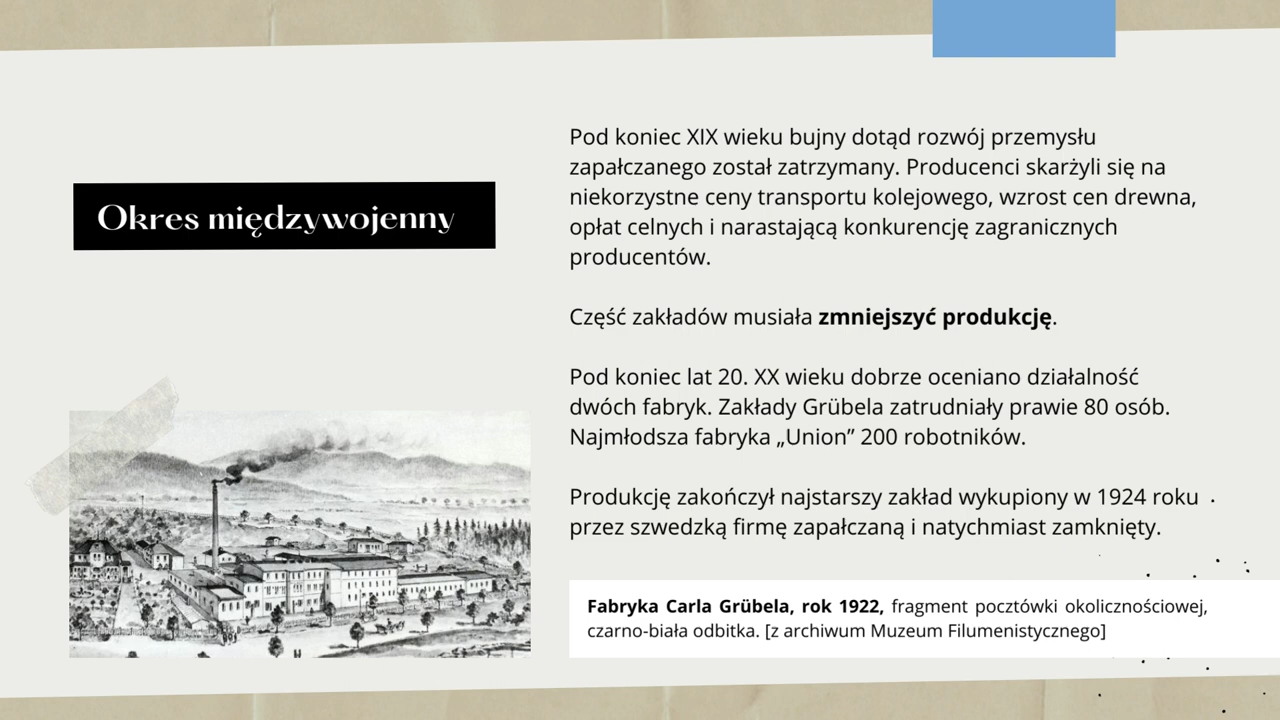 Okres międzywojenny
Pod koniec XIX wieku bujny dotąd rozwój przemysłu
zapałczanego został zatrzymany. Producenci skarżyli się na
niekorzystne ceny transportu kolejowego, wzrost cen drewna,
opłat celnych i narastającą konkurencję zagranicznych
producentów.
Część zakładów musiała zmniejszyć produkcję.
Pod koniec lat 20. XX wieku dobrze oceniano działalność
dwóch fabryk. Zakłady Grübela zatrudniały prawie 80 osób.
Najmłodsza fabryka „Union” 200 robotników.
Produkcję zakończył najstarszy zakład wykupiony w 1924 roku
przez szwedzką firmę zapałczaną i natychmiast zamknięty.
Fabryka Carla Grübela, rok 1922, fragment pocztówki okolicznościowej,
czarno-biała odbitka. [z archiwum Muzeum Filumenistycznego]